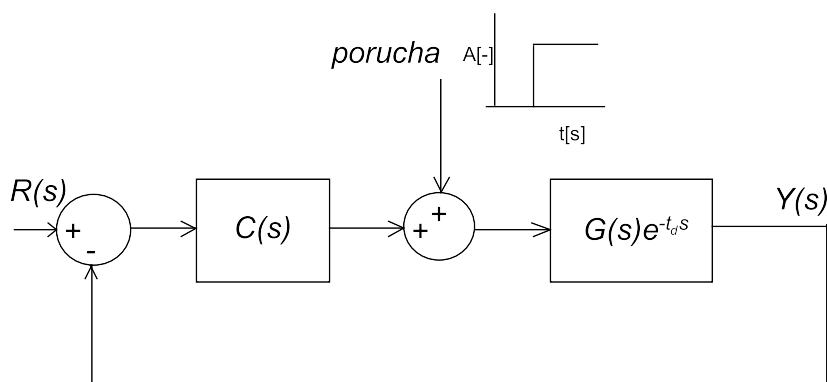 porucha
A[-]
t[s]
R(s)
+
-
C(s)
+
+
G(s)e^-t_d s
Y(s)